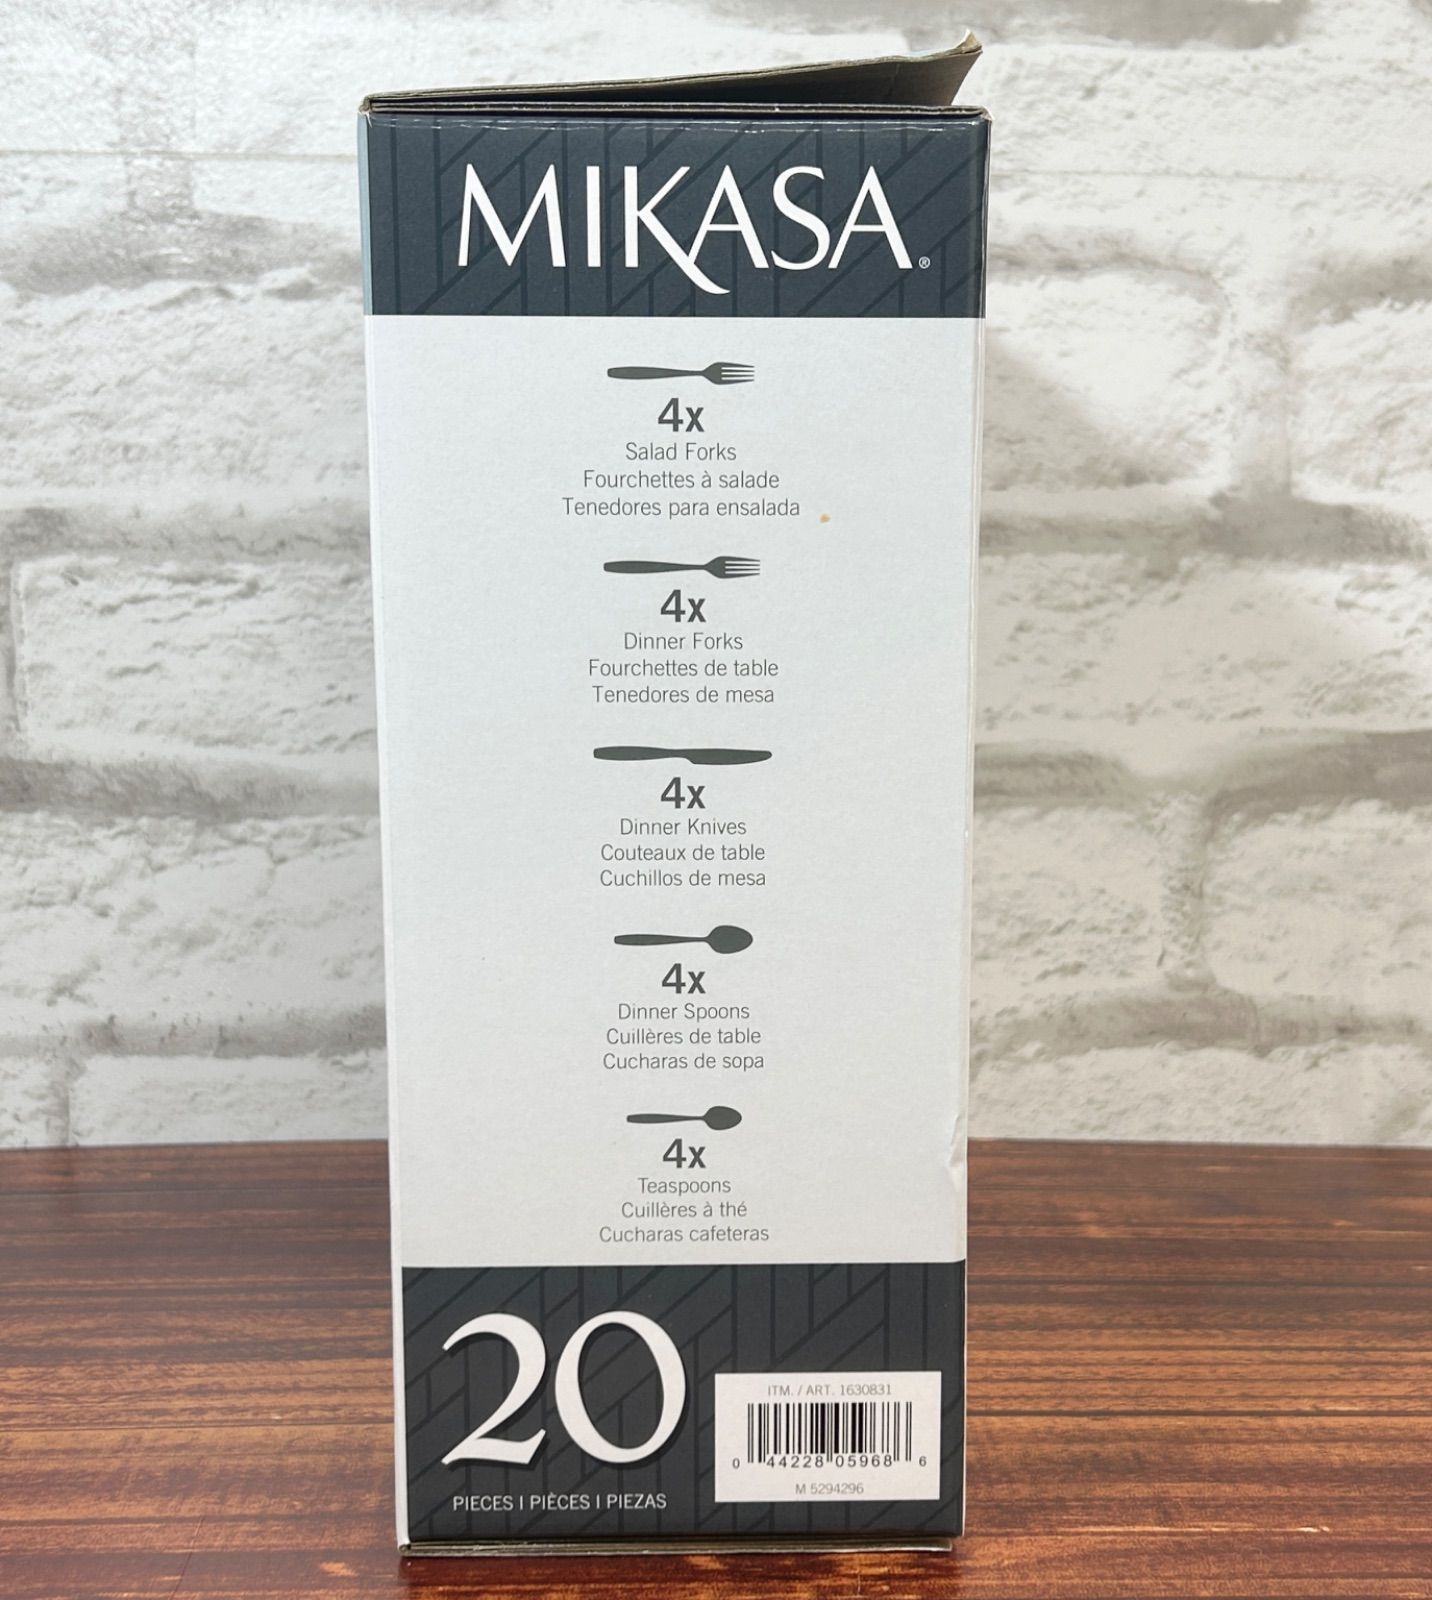 MIKASA®
4x
Salad Forks
Fourchettes à salade
Tenedores para ensalada
4x
Dinner Forks
Fourchettes de table
Tenedores de mesa
4x
Dinner Knives
Couteaux de table
Cuchillos de mesa
4x
Dinner Spoons
Cuillères de table
Cucharas de sopa
4x
Teaspoons
Cuillères à thé
Cucharas cafeteras
20
PIECES | PIÈCES | PIEZAS
ITM. / ART. 1630831
0 44228 05968 6
M 5294296